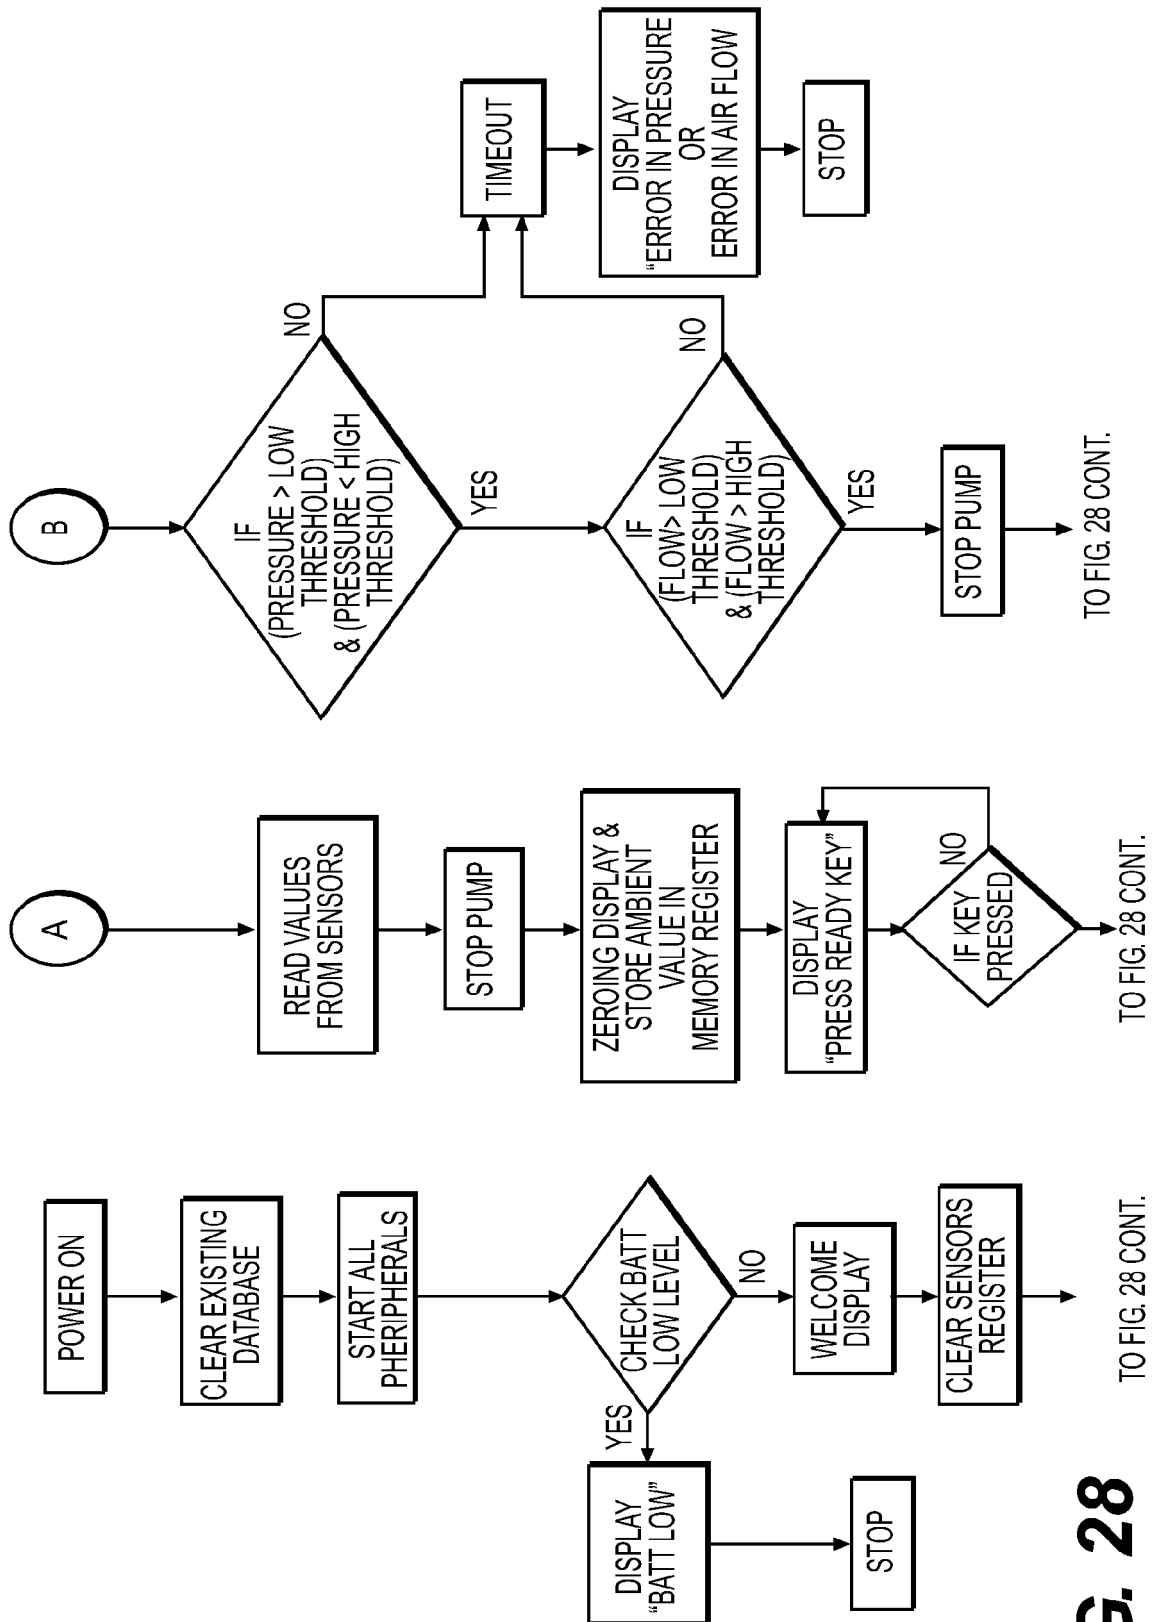 POWER ON
CLEAR EXISTING
DATABASE
START ALL
PHERIPHERALS
CHECK BATT
LOW LEVEL
YES
NO
DISPLAY
"BATT LOW"
STOP
WELCOME
DISPLAY
CLEAR SENSORS
REGISTER
TO FIG. 28 CONT.
A
READ VALUES
FROM SENSORS
STOP PUMP
ZEROING DISPLAY &
STORE AMBIENT
VALUE IN
MEMORY REGISTER
DISPLAY
"PRESS READY KEY"
IF KEY
PRESSED
NO
TO FIG. 28 CONT.
B
IF
(PRESSURE > LOW
THRESHOLD)
& (PRESSURE < HIGH
THRESHOLD)
NO
YES
TIMEOUT
DISPLAY
"ERROR IN PRESSURE
OR
ERROR IN AIR FLOW
STOP
IF
(FLOW> LOW
THRESHOLD)
& (FLOW > HIGH
THRESHOLD)
NO
YES
STOP PUMP
TO FIG. 28 CONT.
G. 28